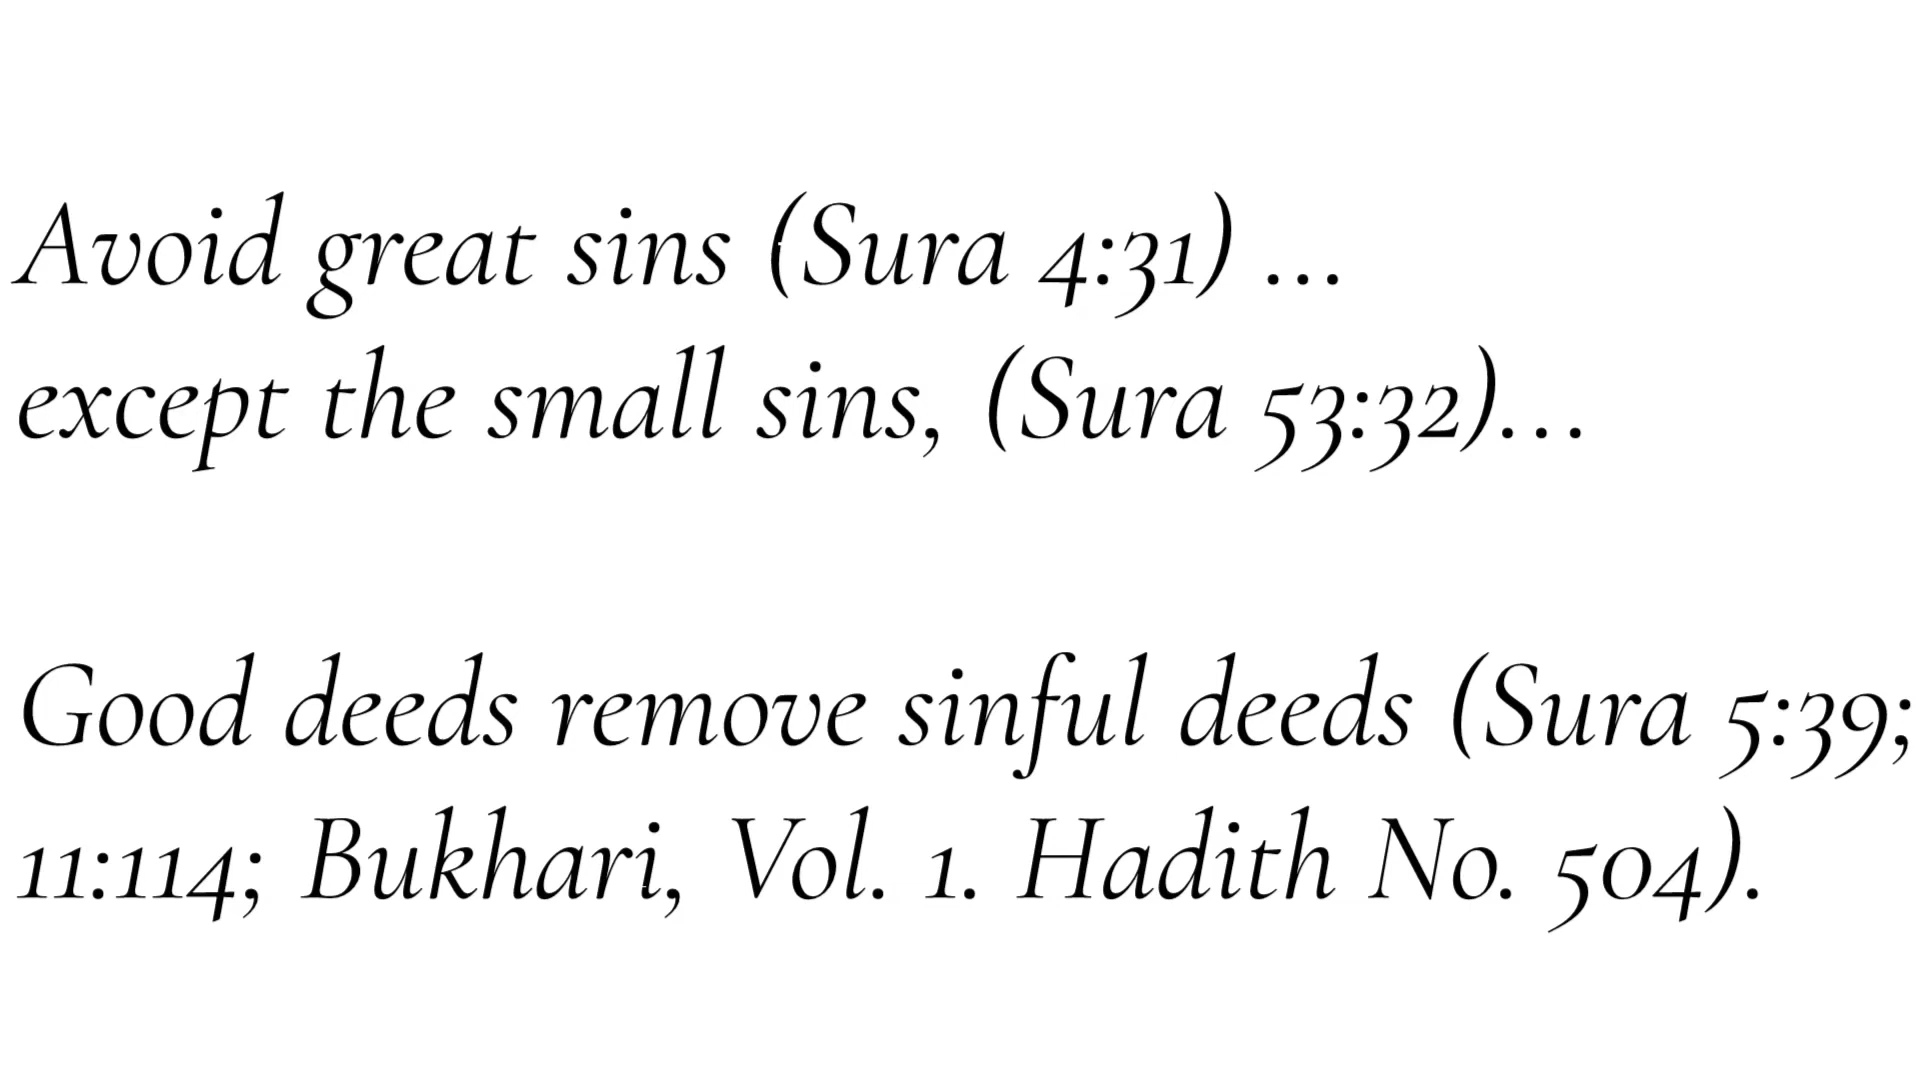 Avoid great sins (Sura 4:31) ...
except the small sins, (Sura 53:32)...
Good deeds remove sinful deeds (Sura 5:39;
11:114; Bukhari, Vol. 1. Hadith No. 504).